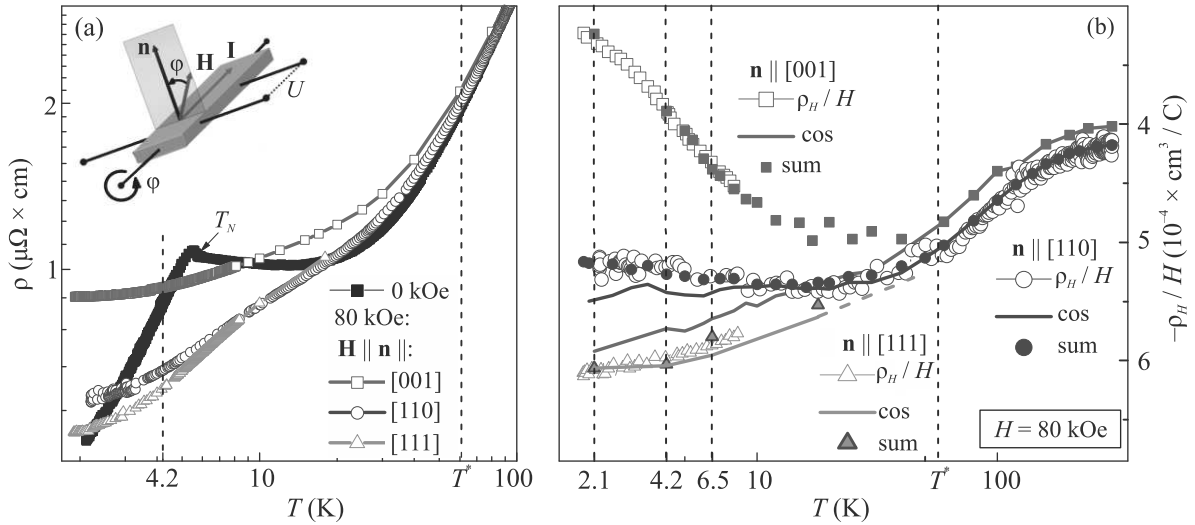 (a)
n
φ
H
I
U
φ
T_N
ρ (μΩ × cm)
2
1
0 kOe
80 kOe:
H || n ||:
[001]
[110]
[111]
4.2
10
T*
100
T (K)
(b)
n || [001]
ρ_H / H
cos
sum
n || [110]
ρ_H / H
cos
sum
n || [111]
ρ_H / H
cos
sum
H = 80 kOe
4
5
6
−ρ_H / H (10⁻⁴ × cm³ / C)
2.1
4.2
6.5
10
T*
100
T (K)